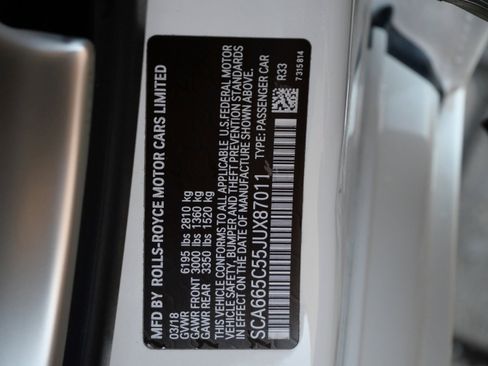 MFD BY ROLLS-ROYCE MOTOR CARS LIMITED
03/18
GVWR 6195 lbs 2810 kg
GAWR FRONT 3000 lbs 1360 kg
GAWR REAR 3350 lbs 1520 kg
THIS VEHICLE CONFORMS TO ALL APPLICABLE U.S.FEDERAL MOTOR
VEHICLE SAFETY, BUMPER AND THEFT PREVENTION STANDARDS
IN EFFECT ON THE DATE OF MANUFACTURE SHOWN ABOVE.
SCA665C55JUX87011 TYPE: PASSENGER CAR
R33
7315814